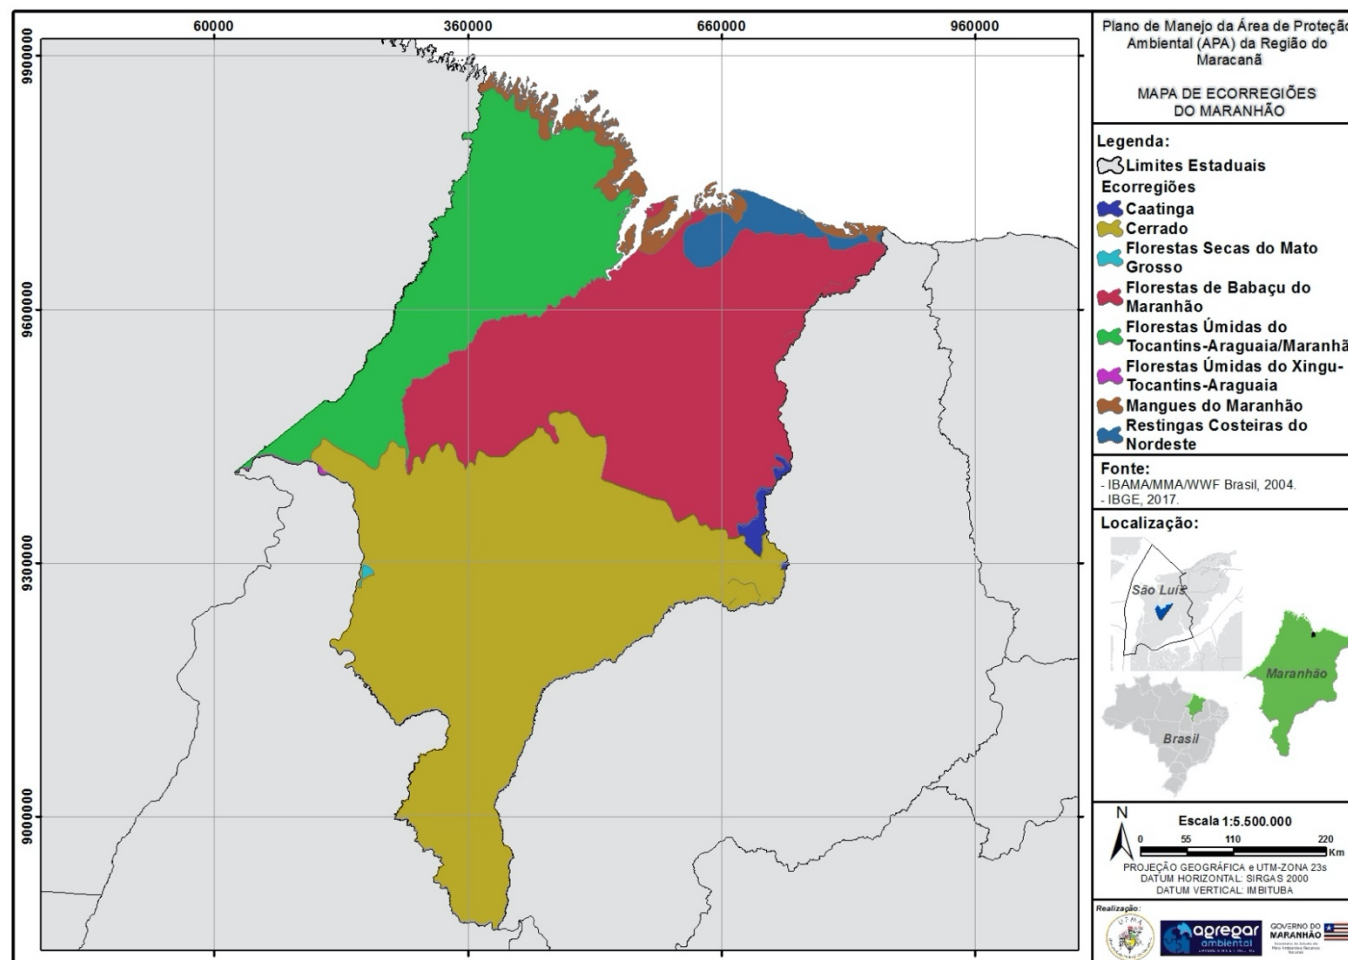 60000
360000
660000
960000
9900000
9600000
9300000
9000000
Plano de Manejo da Área de Proteção
Ambiental (APA) da Região do
Maracanã
MAPA DE ECORREGIÕES
DO MARANHÃO
Legenda:
Limites Estaduais
Ecorregiões
Caatinga
Cerrado
Florestas Secas do Mato
Grosso
Florestas de Babaçu do
Maranhão
Florestas Úmidas do
Tocantins-Araguaia/Maranhã
Florestas Úmidas do Xingu-
Tocantins-Araguaia
Mangues do Maranhão
Restingas Costeiras do
Nordeste
Fonte:
- IBAMA/MMA/WWF Brasil, 2004.
- IBGE, 2017.
Localização:
São Luís
Maranhão
Brasil
N
Escala 1:5.500.000
0 55 110 220
Km
PROJEÇÃO GEOGRÁFICA e UTM-ZONA 23s
DATUM HORIZONTAL: SIRGAS 2000
DATUM VERTICAL: IMBITUBA
Realização:
agregar
ambiental
GOVERNO DO
MARANHÃO